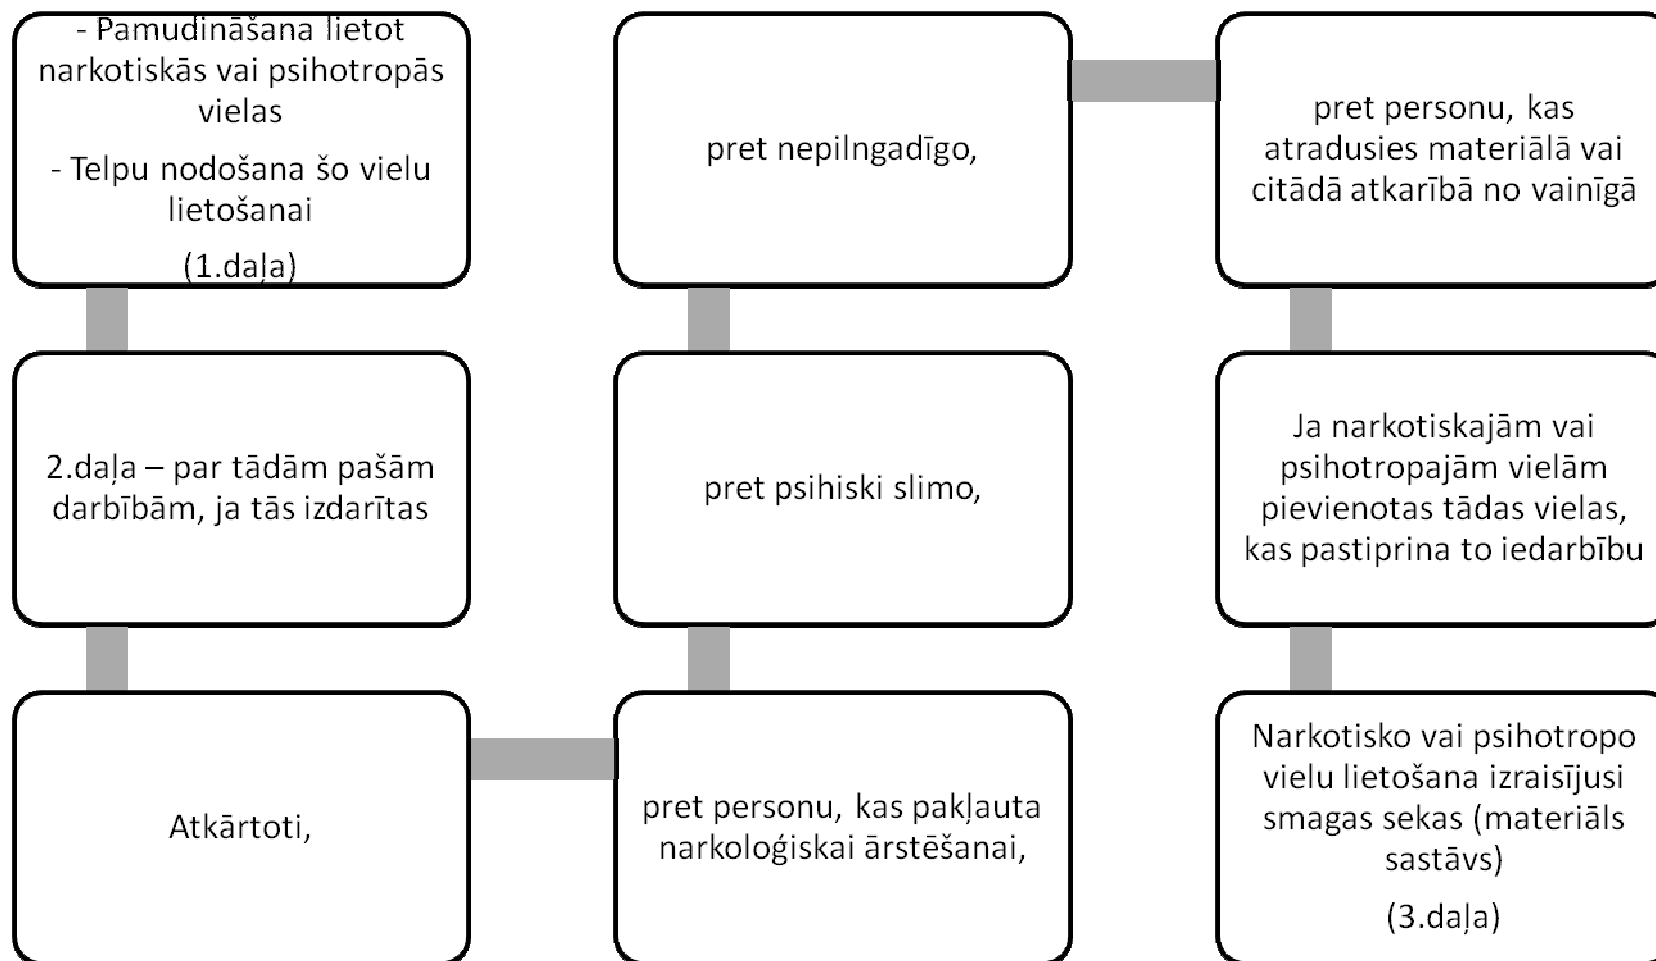 - Pamudināšana lietot
narkotiskās vai psihotropās
vielas
- Telpu nodošana šo vielu
lietošanai
(1.daļa)
2.daļa – par tādām pašām
darbībām, ja tās izdarītas
Atkārtoti,
pret personu, kas pakļauta
narkoloģiskai ārstēšanai,
pret psihiski slimo,
pret nepilngadīgo,
pret personu, kas
atradusies materiālā vai
citādā atkarībā no vainīgā
Ja narkotiskajām vai
psihotropajām vielām
pievienotas tādas vielas,
kas pastiprina to iedarbību
Narkotisko vai psihotropo
vielu lietošana izraisījusi
smagas sekas (materiāls
sastāvs)
(3.daļa)